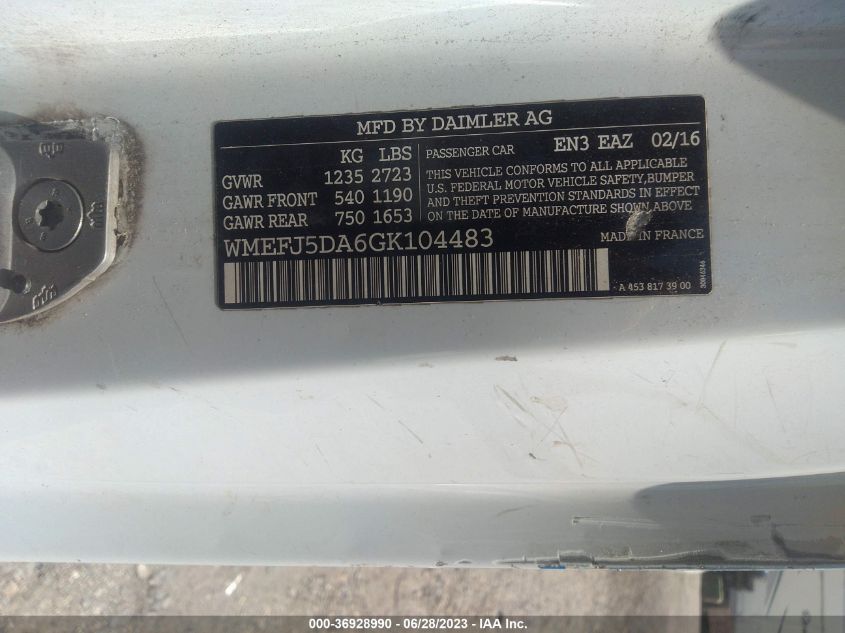 MFD BY DAIMLER AG
KG LBS
GVWR 1235 2723
GAWR FRONT 540 1190
GAWR REAR 750 1653
PASSENGER CAR EN3 EAZ 02/16
THIS VEHICLE CONFORMS TO ALL APPLICABLE
U.S. FEDERAL MOTOR VEHICLE SAFETY,BUMPER
AND THEFT PREVENTION STANDARDS IN EFFECT
ON THE DATE OF MANUFACTURE SHOWN ABOVE
WMEFJ5DA6GK104483
MADE IN FRANCE
A 453 817 39 00
000-36928990 - 06/28/2023 - IAA Inc.